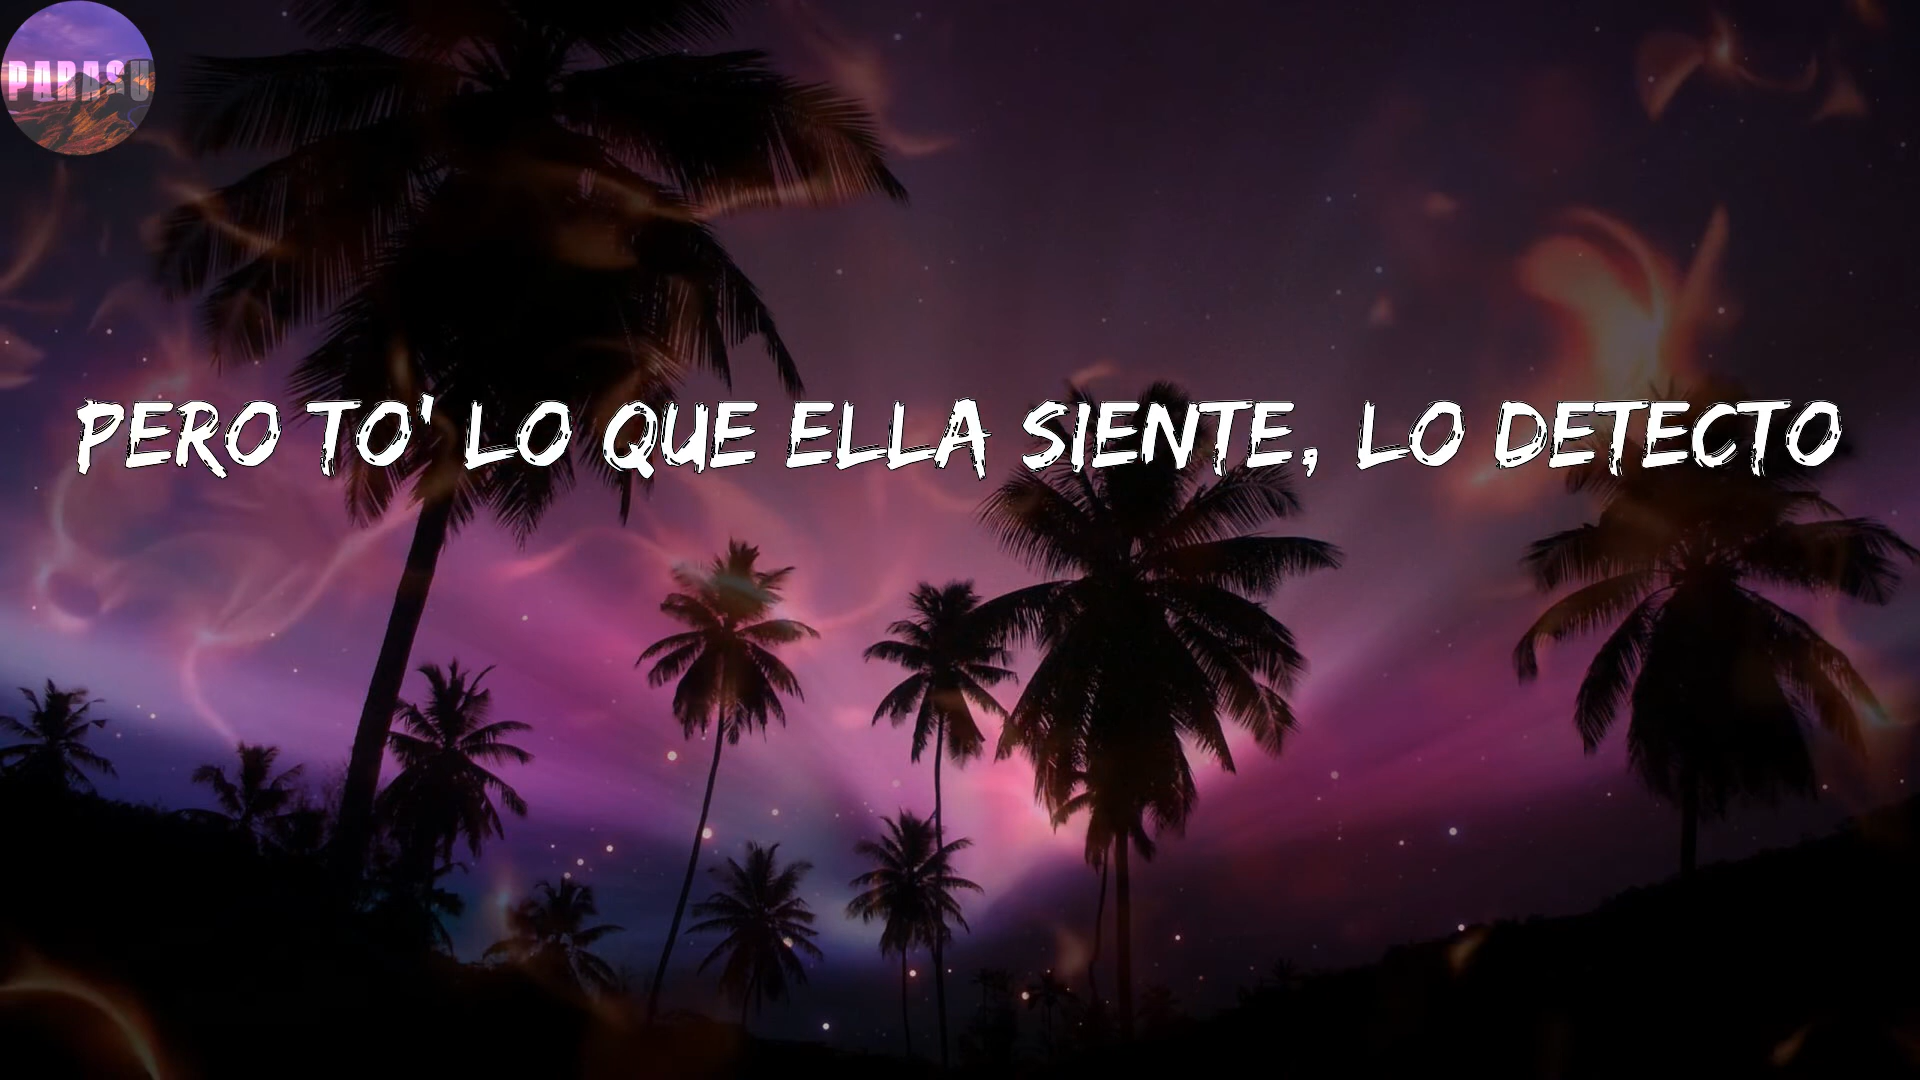 PARASU
PERO TO' LO QUE ELLA SIENTE, LO DETECTO